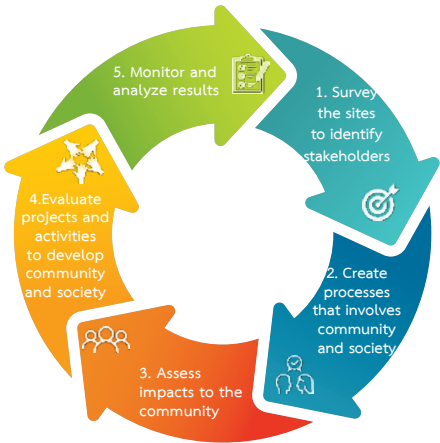 1. Survey
the sites
to identify
stakeholders
2. Create
processes
that involves
community
and society
3. Assess
impacts to the
community
4.Evaluate
projects and
activities
to develop
community
and society
5. Monitor and
analyze results